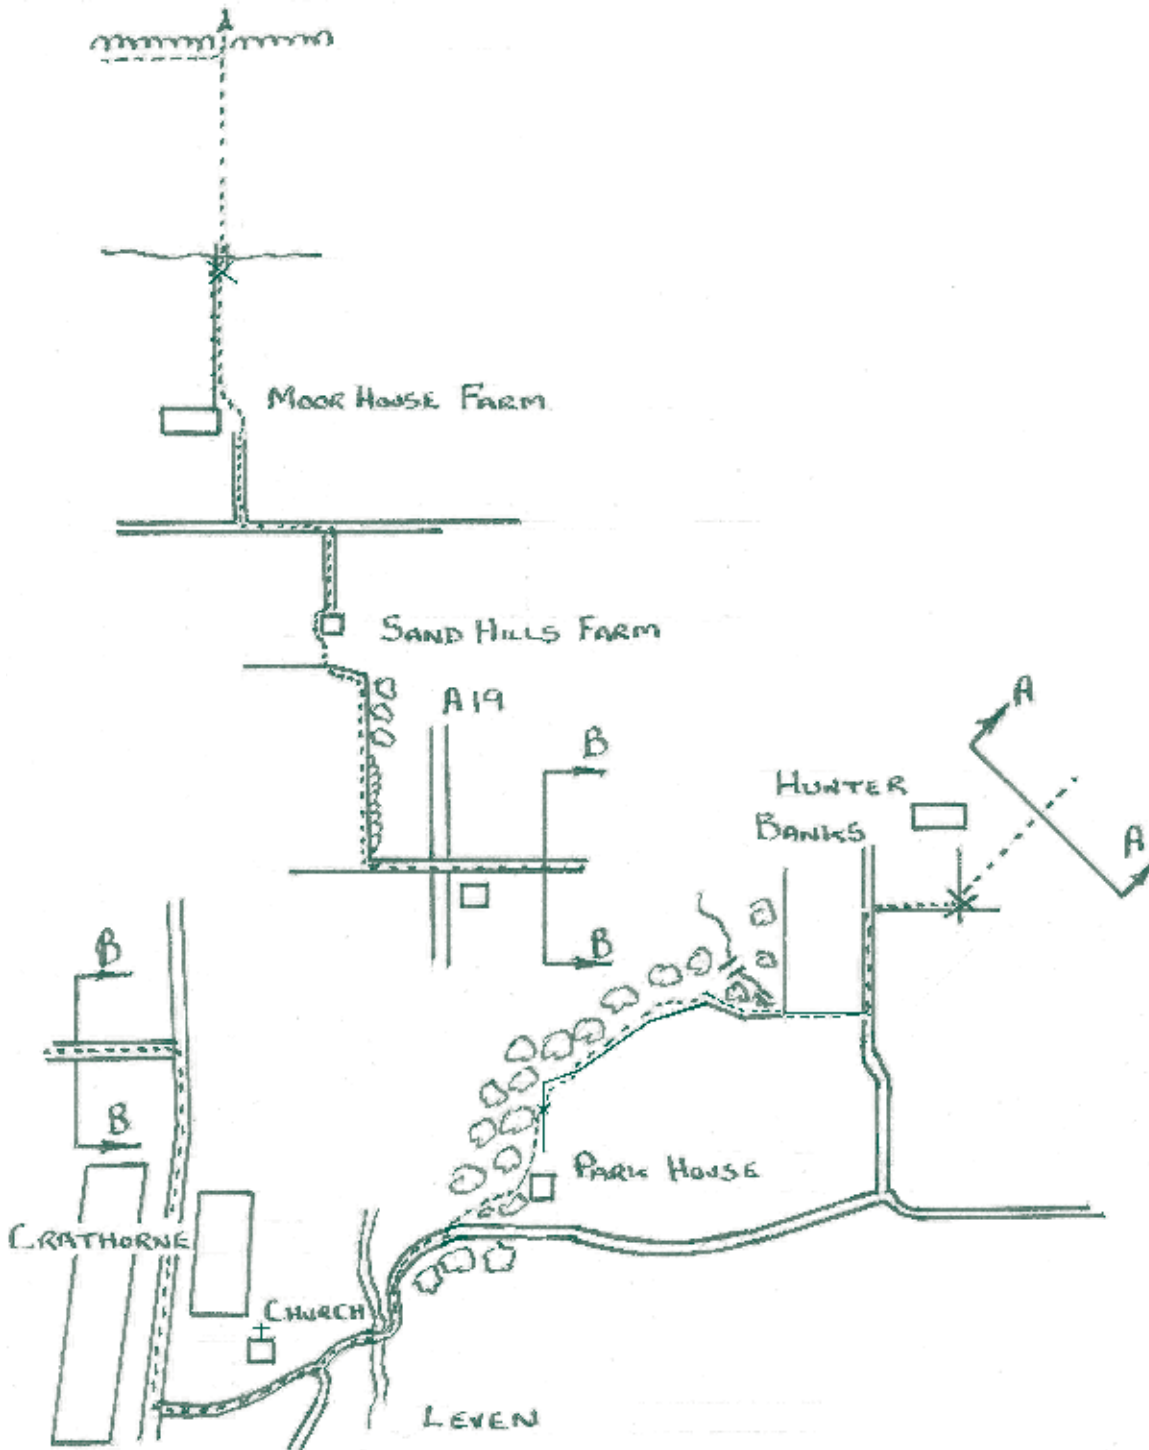 MOOR HOUSE FARM
SAND HILLS FARM
A19
A
B
HUNTER
BANKS
A
B
B
PARK HOUSE
B
CRATHORNE
CHURCH
LEVEN